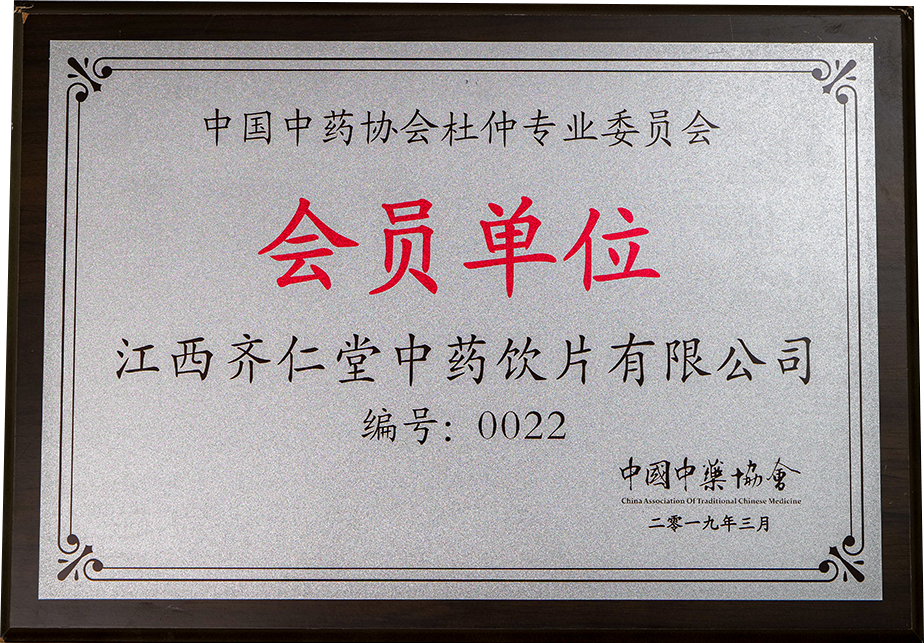 中国中药协会杜仲专业委员会
会员单位
江西齐仁堂中药饮片有限公司
编号：0022
中國中藥協會
China Association Of Traditional Chinese Medicine
二零一九年三月